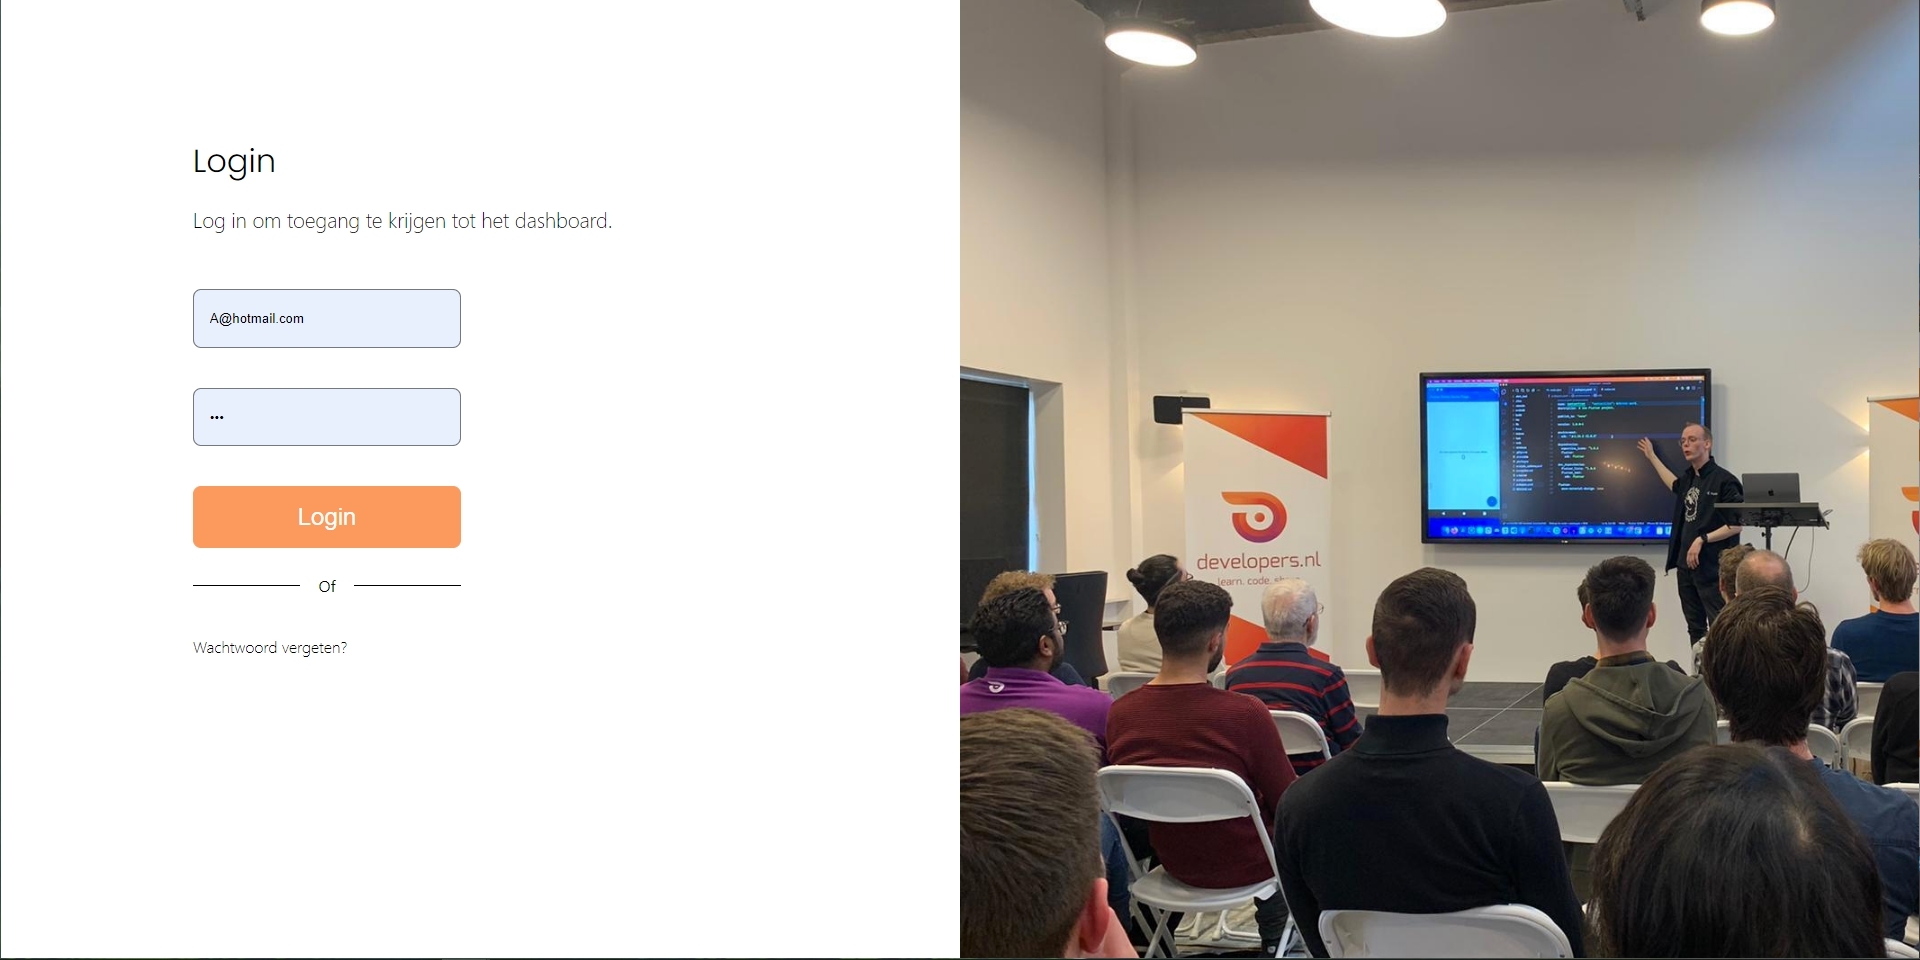 Login
Log in om toegang te krijgen tot het dashboard.
A@hotmail.com
•••
Login
Of
Wachtwoord vergeten?
developers.nl
learn. code.